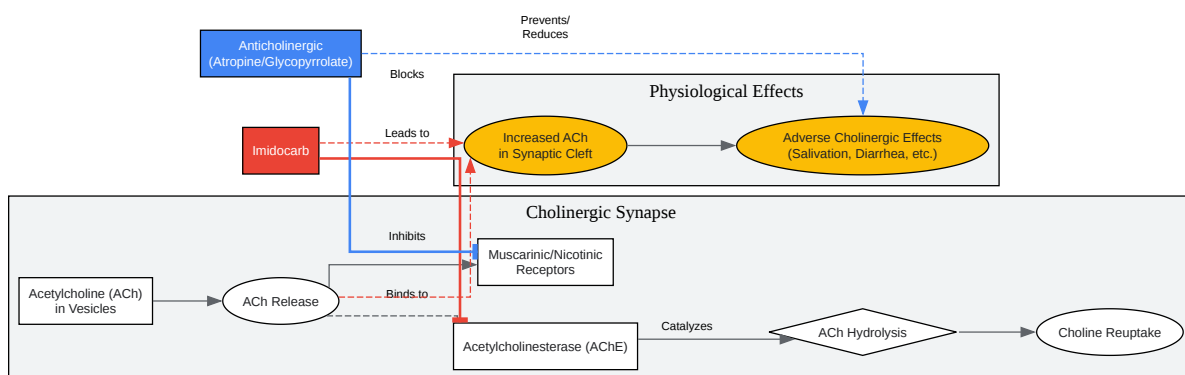 Prevents/
Reduces
Anticholinergic
(Atropine/Glycopyrrolate)
Blocks
Physiological Effects
Imidocarb
Leads to
Increased ACh
in Synaptic Cleft
Adverse Cholinergic Effects
(Salivation, Diarrhea, etc.)
Cholinergic Synapse
Inhibits
Muscarinic/Nicotinic
Receptors
Acetylcholine (ACh)
in Vesicles
ACh Release
Binds to
Acetylcholinesterase (AChE)
Catalyzes
ACh Hydrolysis
Choline Reuptake